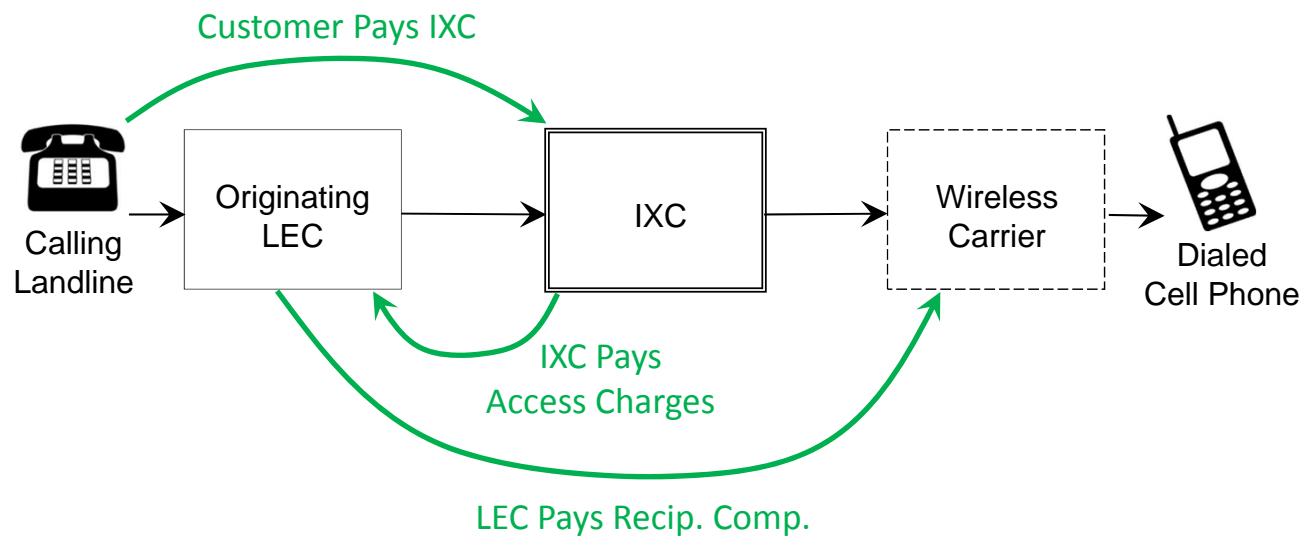 Customer Pays IXC
Calling
Landline
Originating
LEC
IXC
Wireless
Carrier
Dialed
Cell Phone
IXC Pays
Access Charges
LEC Pays Recip. Comp.